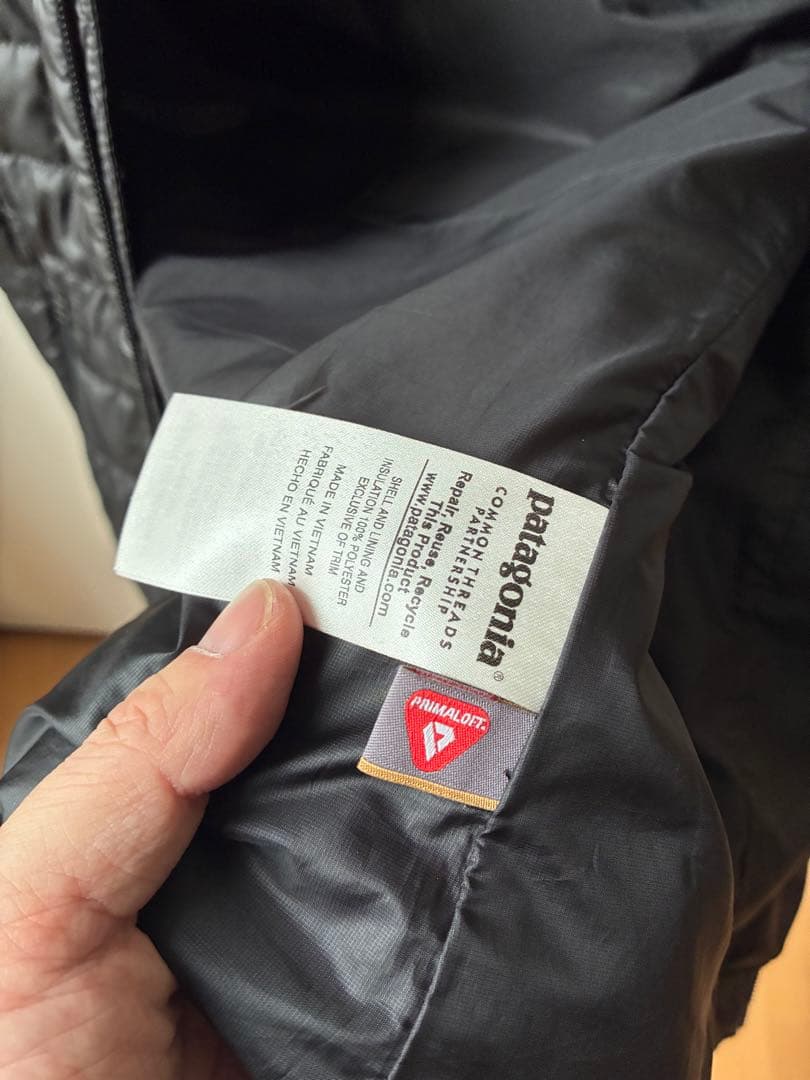 patagonia®
COMMON THREADS
PARTNERSHIP
Repair Reuse Recycle
This Product
www.patagonia.com
SHELL AND LINING AND
INSULATION 100% POLYESTER
EXCLUSIVE OF TRIM
MADE IN VIETNAM
FABRIQUÉ AU VIETNAM
HECHO EN VIETNAM
PRIMALOFT®